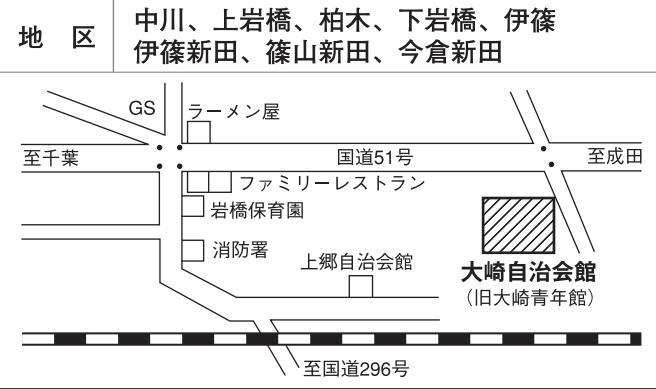 地区
中川、上岩橋、柏木、下岩橋、伊篠
伊篠新田、篠山新田、今倉新田
GS
ラーメン屋
至千葉
国道51号
至成田
ファミリーレストラン
岩橋保育園
消防署
上郷自治会館
大崎自治会館
（旧大崎青年館）
至国道296号